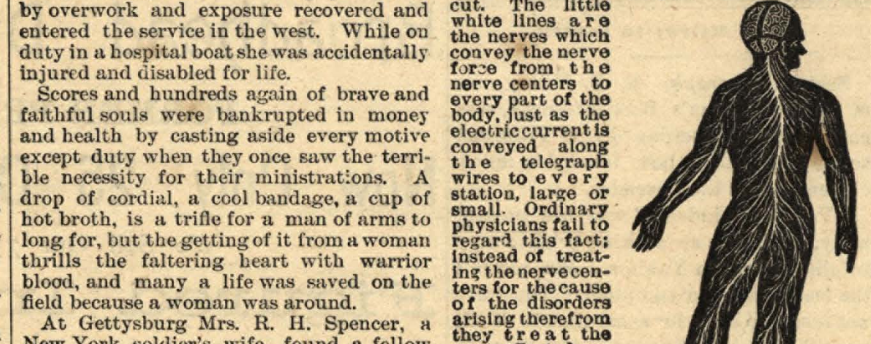 by overwork and exposure recovered and
entered the service in the west. While on
duty in a hospital boat she was accidentally
injured and disabled for life.
Scores and hundreds again of brave and
faithful souls were bankrupted in money
and health by casting aside every motive
except duty when they once saw the terri-
ble necessity for their ministrations. A
drop of cordial, a cool bandage, a cup of
hot broth, is a trifle for a man of arms to
long for, but the getting of it from a woman
thrills the faltering heart with warrior
blood, and many a life was saved on the
field because a woman was around.
At Gettysburg Mrs. R. H. Spencer, a
New York soldier's wife, found a fellow
cut. The little
white lines are
the nerves which
convey the nerve
force from the
nerve centers to
every part of the
body, just as the
electric current is
conveyed along
the telegraph
wires to every
station, large or
small. Ordinary
physicians fail to
regard this fact;
instead of treat-
ing the nerve cen-
ters for the cause
of the disorders
arising therefrom
they treat the